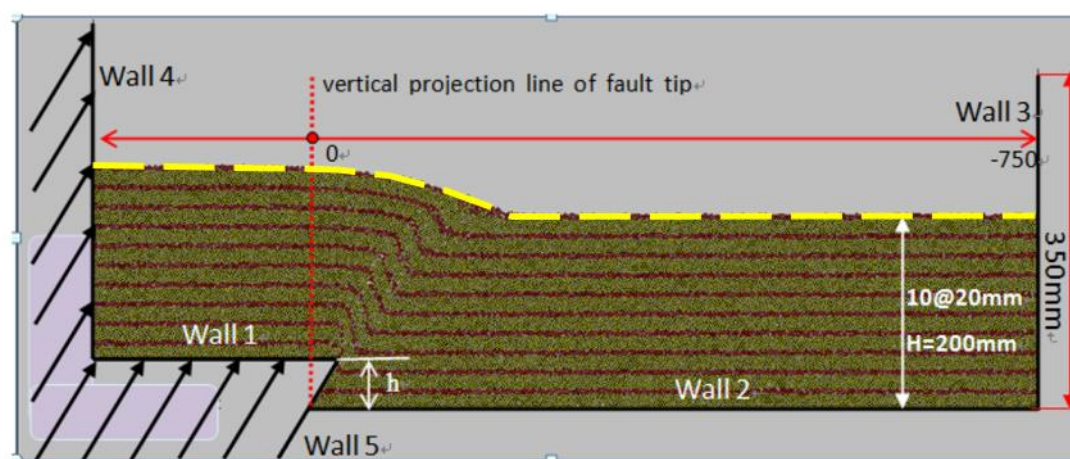 Wall 4
vertical projection line of fault tip
Wall 3
0
-750
350mm
10@20mm
H=200mm
Wall 1
h
Wall 2
Wall 5